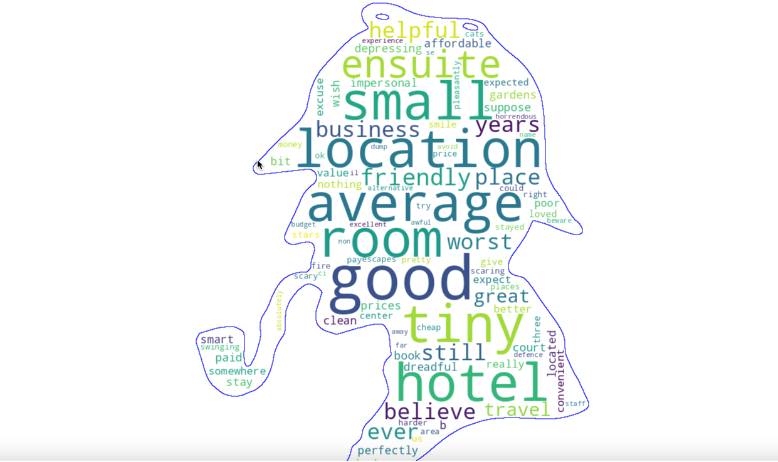 helpful
cats
experience
affordable
depressing
se
ensuite
pleasantly
impersonal
expected
excuse
wish
small
gardens
suppose
horrendous
business
smile
years
name
money
location
dump
avoid
price
ok
bit
value
il
friendly
place
nothing
alternative
could
right
average
try
poor
loved
beware
budget
excellent
awful
stayed
stars
room
non
worst
pay
escapes
pretty
give
fire
scaring
scary
ci
good
expect
places
great
absolutely
prices
better
clean
center
tiny
cheap
away
three
smart
swinging
far
court
located
paid
book
still
defence
somewhere
dreadful
really
convenient
stay
hotel
staff
believe
travel
harder
b
ever
area
us
perfectly